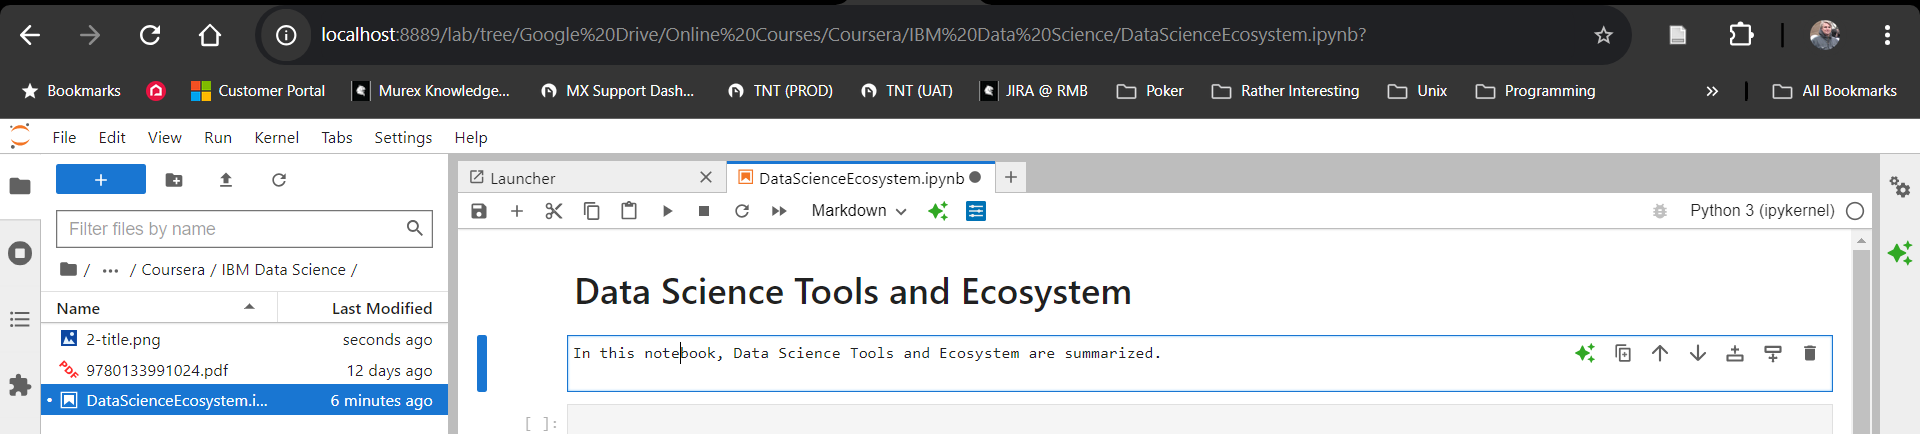 localhost:8889/lab/tree/Google%20Drive/Online%20Courses/Coursera/IBM%20Data%20Science/DataScienceEcosystem.ipynb?
Bookmarks Customer Portal Murex Knowledge... MX Support Dash... TNT (PROD) TNT (UAT) JIRA @ RMB Poker Rather Interesting Unix Programming » All Bookmarks
File Edit View Run Kernel Tabs Settings Help
+
Filter files by name
/ ... / Coursera / IBM Data Science /
Name Last Modified
2-title.png seconds ago
PDF 9780133991024.pdf 12 days ago
• DataScienceEcosystem.i... 6 minutes ago
Launcher × DataScienceEcosystem.ipynb ● +
Markdown Python 3 (ipykernel)
Data Science Tools and Ecosystem
In this notebook, Data Science Tools and Ecosystem are summarized.
[ ]: